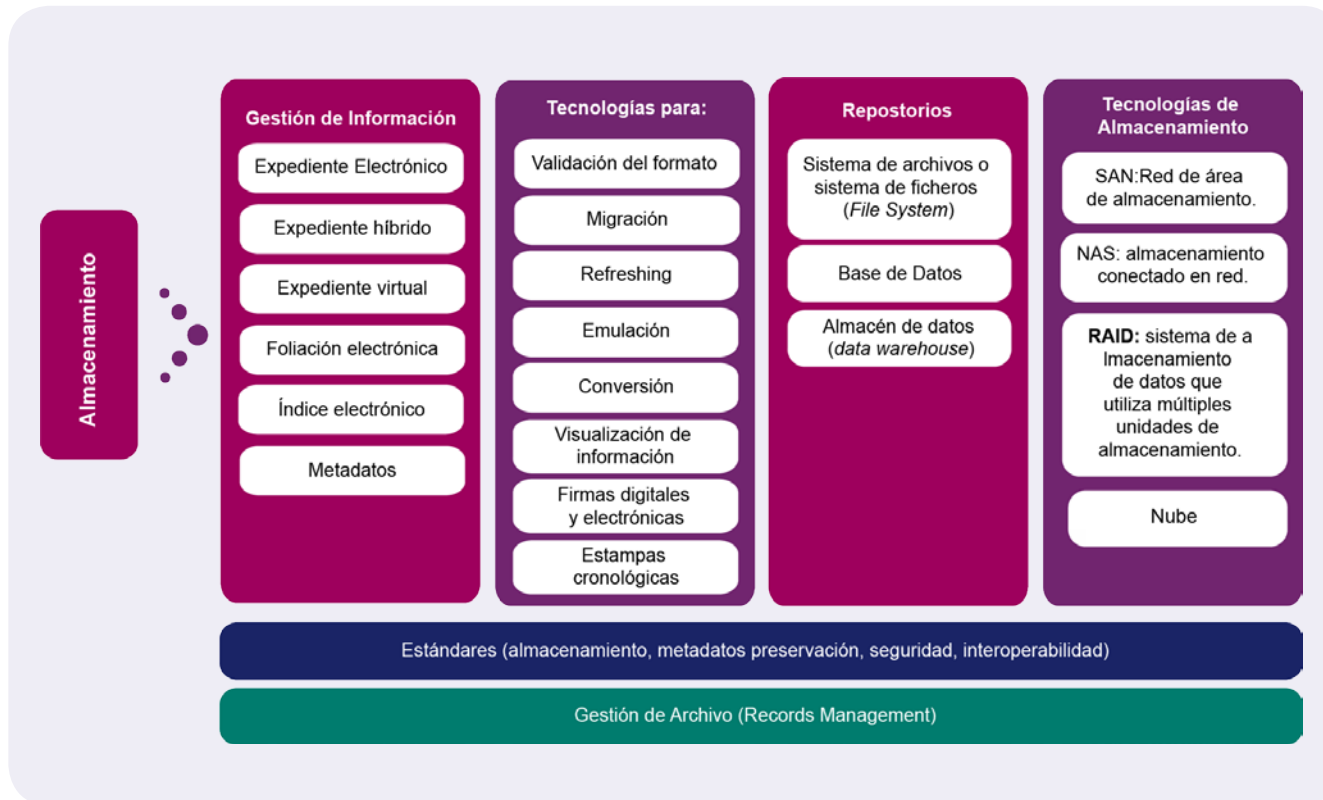 Almacenamiento
Gestión de Información
Expediente Electrónico
Expediente híbrido
Expediente virtual
Foliación electrónica
Índice electrónico
Metadatos
Tecnologías para:
Validación del formato
Migración
Refreshing
Emulación
Conversión
Visualización de
información
Firmas digitales
y electrónicas
Estampas
cronológicas
Repostorios
Sistema de archivos o
sistema de ficheros
(File System)
Base de Datos
Almacén de datos
(data warehouse)
Tecnologías de
Almacenamiento
SAN:Red de área
de almacenamiento.
NAS: almacenamiento
conectado en red.
RAID: sistema de a
lmacenamiento
de datos que
utiliza múltiples
unidades de
almacenamiento.
Nube
Estándares (almacenamiento, metadatos preservación, seguridad, interoperabilidad)
Gestión de Archivo (Records Management)